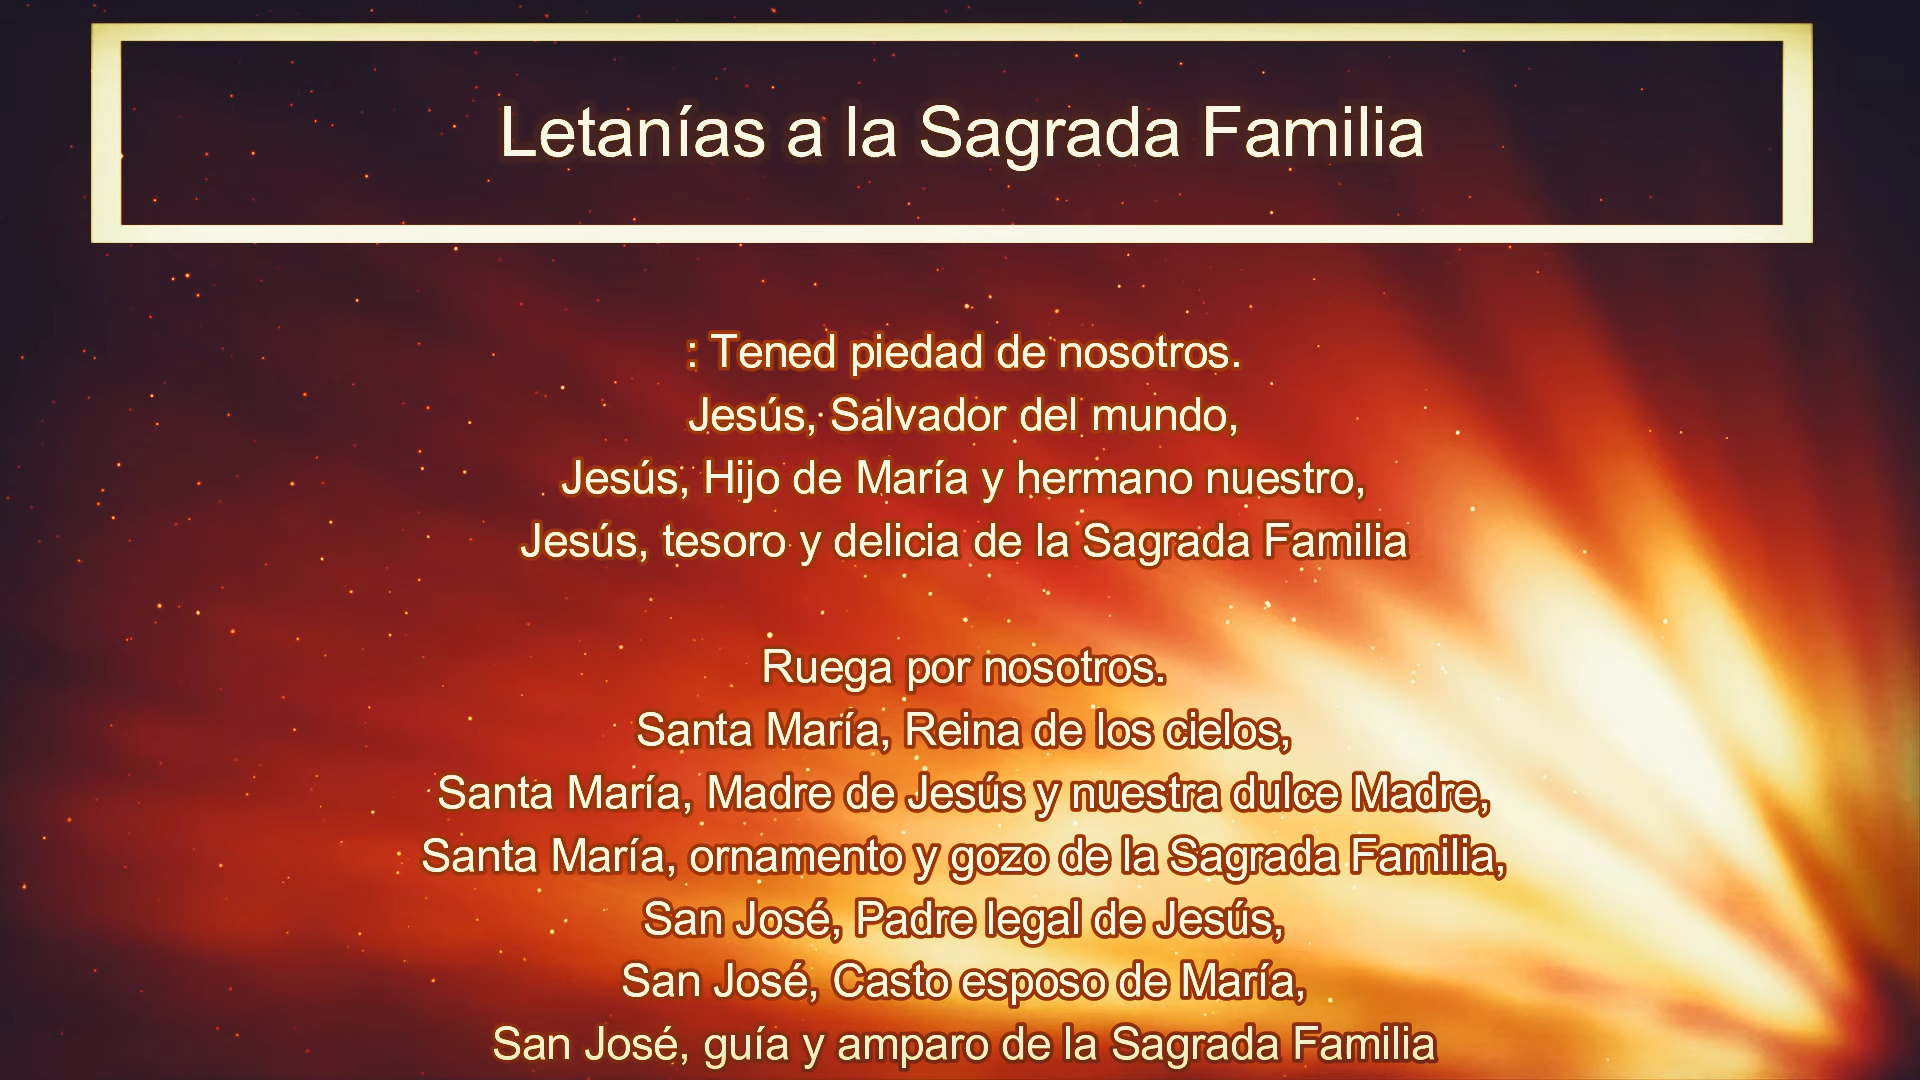 Letanías a la Sagrada Familia
: Tened piedad de nosotros.
Jesús, Salvador del mundo,
Jesús, Hijo de María y hermano nuestro,
Jesús, tesoro y delicia de la Sagrada Familia
Ruega por nosotros.
Santa María, Reina de los cielos,
Santa María, Madre de Jesús y nuestra dulce Madre,
Santa María, ornamento y gozo de la Sagrada Familia,
San José, Padre legal de Jesús,
San José, Casto esposo de María,
San José, guía y amparo de la Sagrada Familia